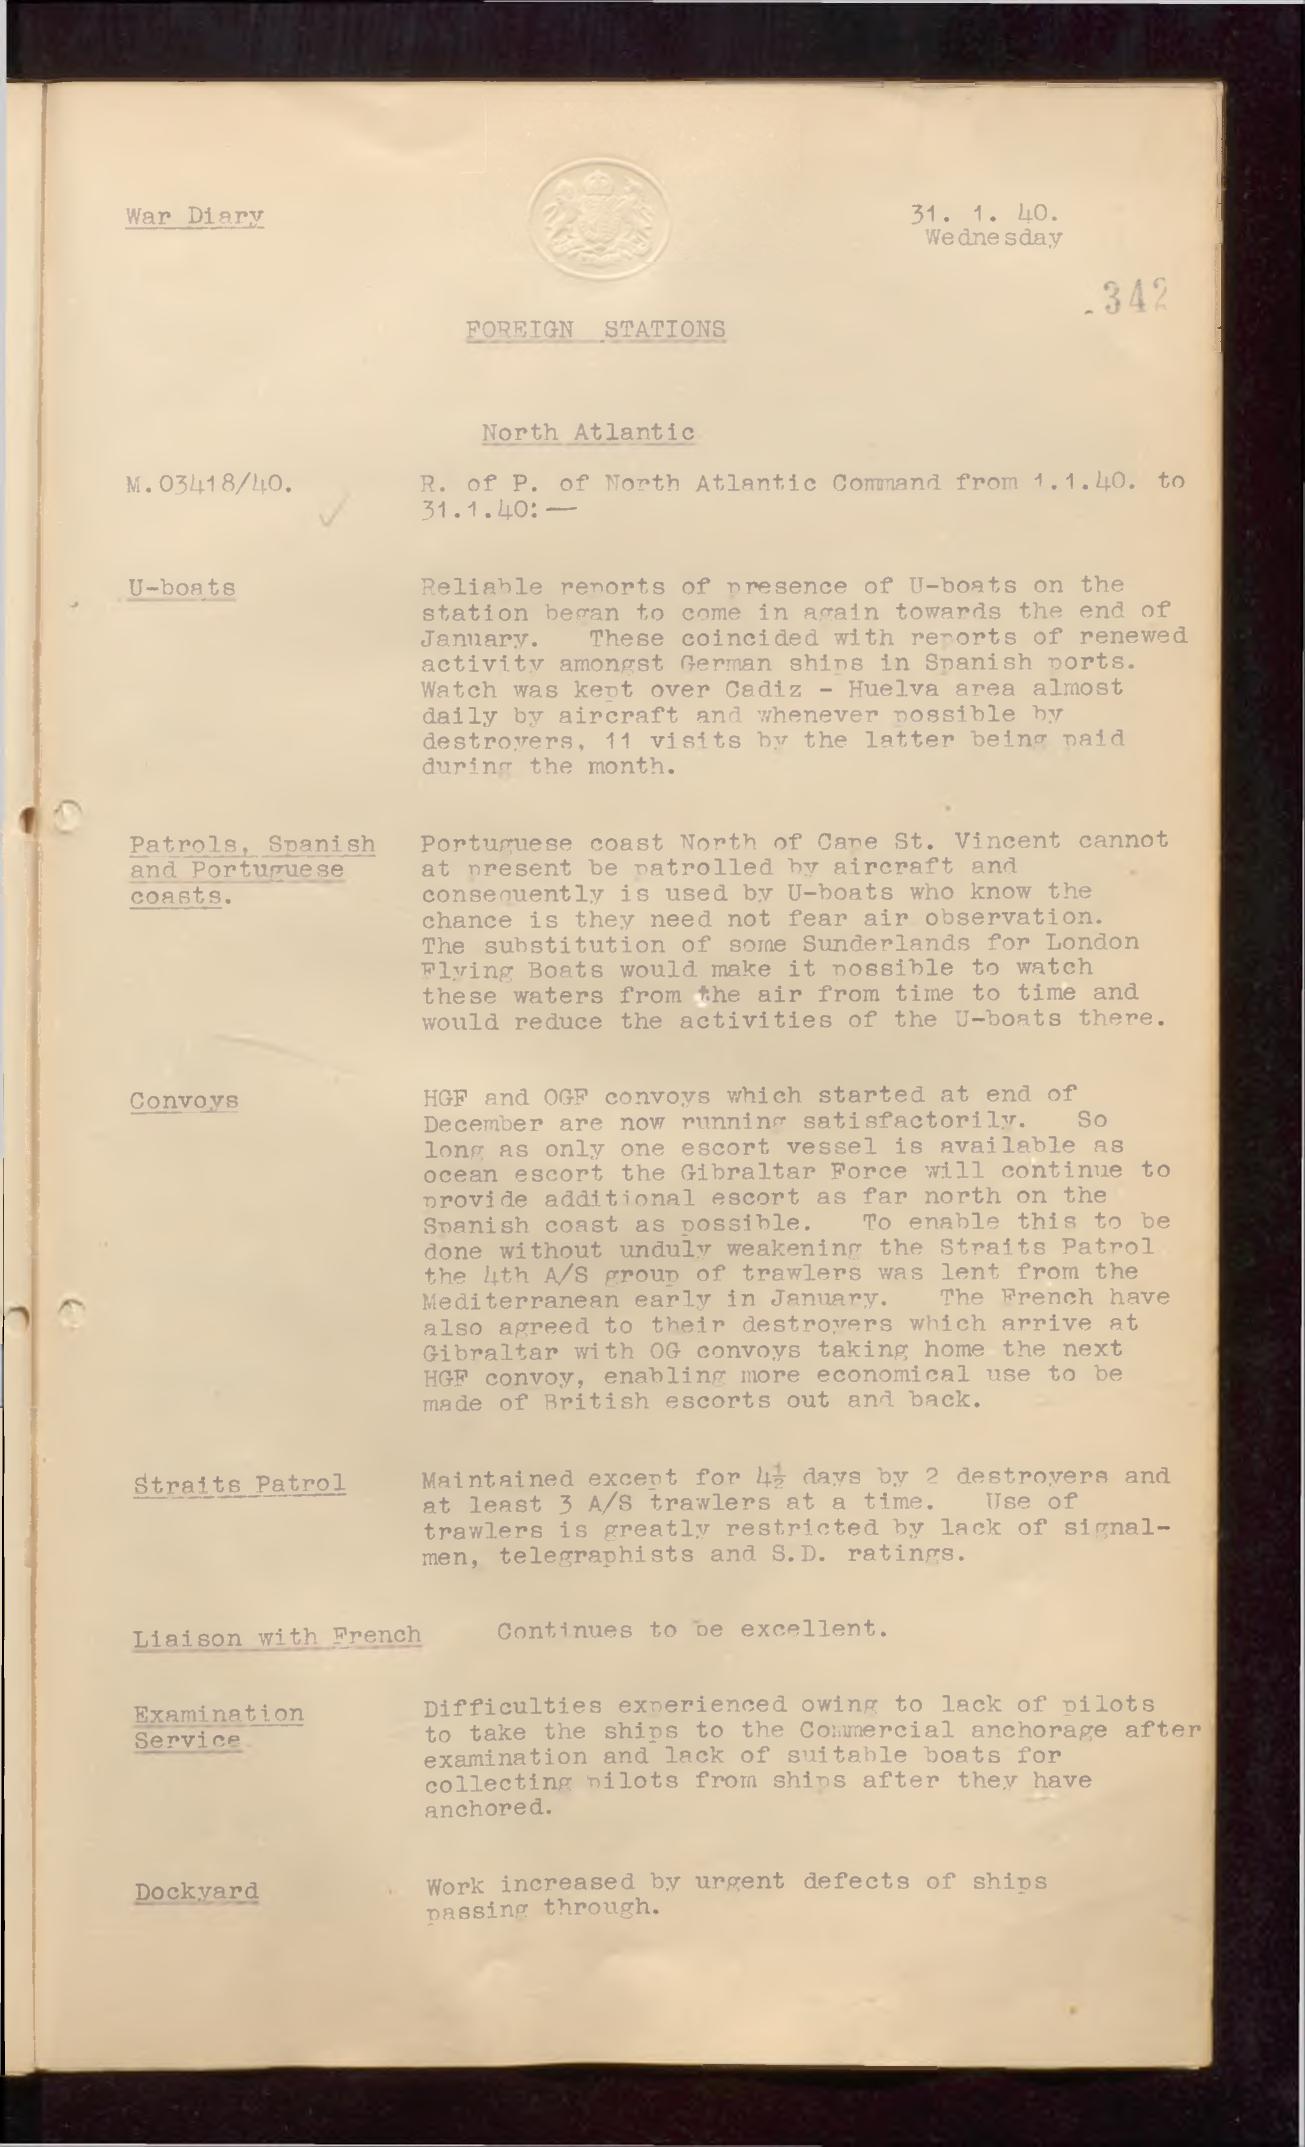 War Diary
31. 1. 40.
Wednesday
342
FOREIGN STATIONS
North Atlantic
M.03418/40.
R. of P. of North Atlantic Command from 1.1.40. to
31.1.40:—
U-boats
Reliable reports of presence of U-boats on the
station began to come in again towards the end of
January. These coincided with reports of renewed
activity amongst German ships in Spanish ports.
Watch was kept over Cadiz - Huelva area almost
daily by aircraft and whenever possible by
destroyers, 11 visits by the latter being paid
during the month.
Patrols, Spanish
and Portuguese
coasts.
Portuguese coast North of Cape St. Vincent cannot
at present be patrolled by aircraft and
consequently is used by U-boats who know the
chance is they need not fear air observation.
The substitution of some Sunderlands for London
Flying Boats would make it possible to watch
these waters from the air from time to time and
would reduce the activities of the U-boats there.
Convoys
HGF and OGF convoys which started at end of
December are now running satisfactorily. So
long as only one escort vessel is available as
ocean escort the Gibraltar Force will continue to
provide additional escort as far north on the
Spanish coast as possible. To enable this to be
done without unduly weakening the Straits Patrol
the 4th A/S group of trawlers was lent from the
Mediterranean early in January. The French have
also agreed to their destroyers which arrive at
Gibraltar with OG convoys taking home the next
HGF convoy, enabling more economical use to be
made of British escorts out and back.
Straits Patrol
Maintained except for 4½ days by 2 destroyers and
at least 3 A/S trawlers at a time. Use of
trawlers is greatly restricted by lack of signal-
men, telegraphists and S.D. ratings.
Liaison with French
Continues to be excellent.
Examination
Service
Difficulties experienced owing to lack of pilots
to take the ships to the Commercial anchorage after
examination and lack of suitable boats for
collecting pilots from ships after they have
anchored.
Dockyard
Work increased by urgent defects of ships
passing through.